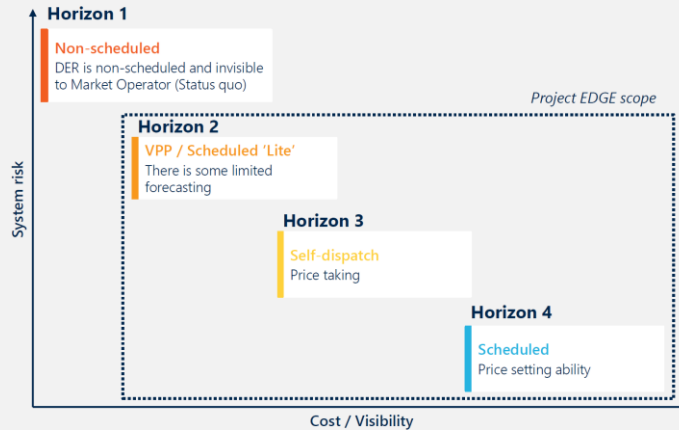 Horizon 1
Non-scheduled
DER is non-scheduled and invisible
to Market Operator (Status quo)
Project EDGE scope
Horizon 2
VPP / Scheduled ‘Lite’
There is some limited
forecasting
System risk
Horizon 3
Self-dispatch
Price taking
Horizon 4
Scheduled
Price setting ability
Cost / Visibility